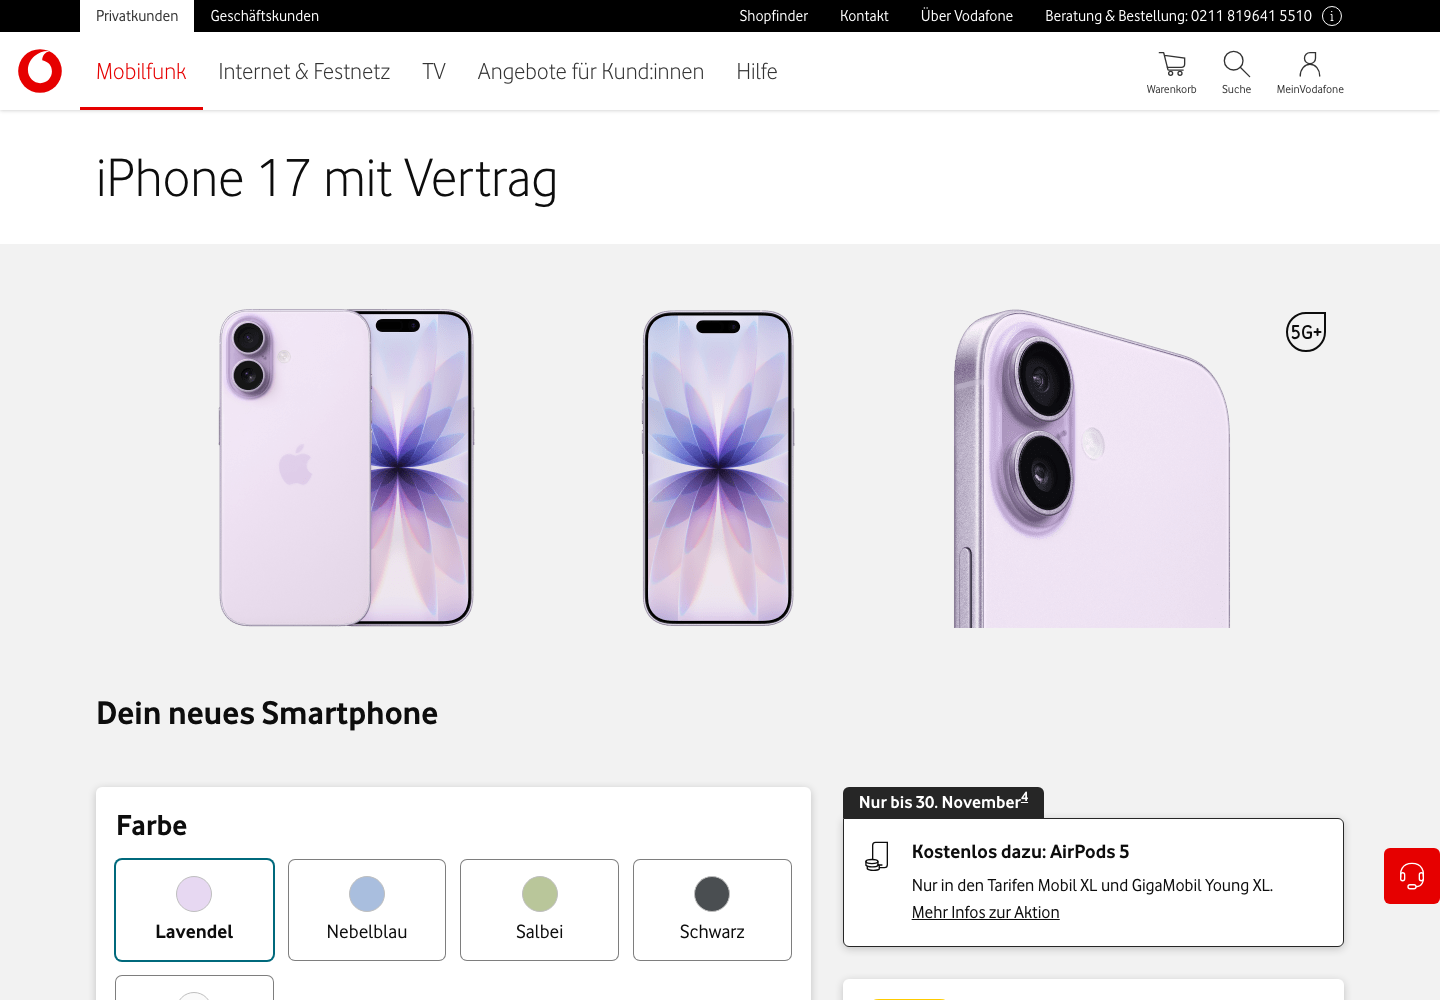 Privatkunden
Geschäftskunden
Shopfinder
Kontakt
Über Vodafone
Beratung & Bestellung: 0211 819641 5510
Mobilfunk
Internet & Festnetz
TV
Angebote für Kund:innen
Hilfe
Warenkorb
Suche
MeinVodafone
iPhone 17 mit Vertrag
5G+
Dein neues Smartphone
Farbe
Lavendel
Nebelblau
Salbei
Schwarz
Nur bis 30. November4
Kostenlos dazu: AirPods 5
Nur in den Tarifen Mobil XL und GigaMobil Young XL.
Mehr Infos zur Aktion